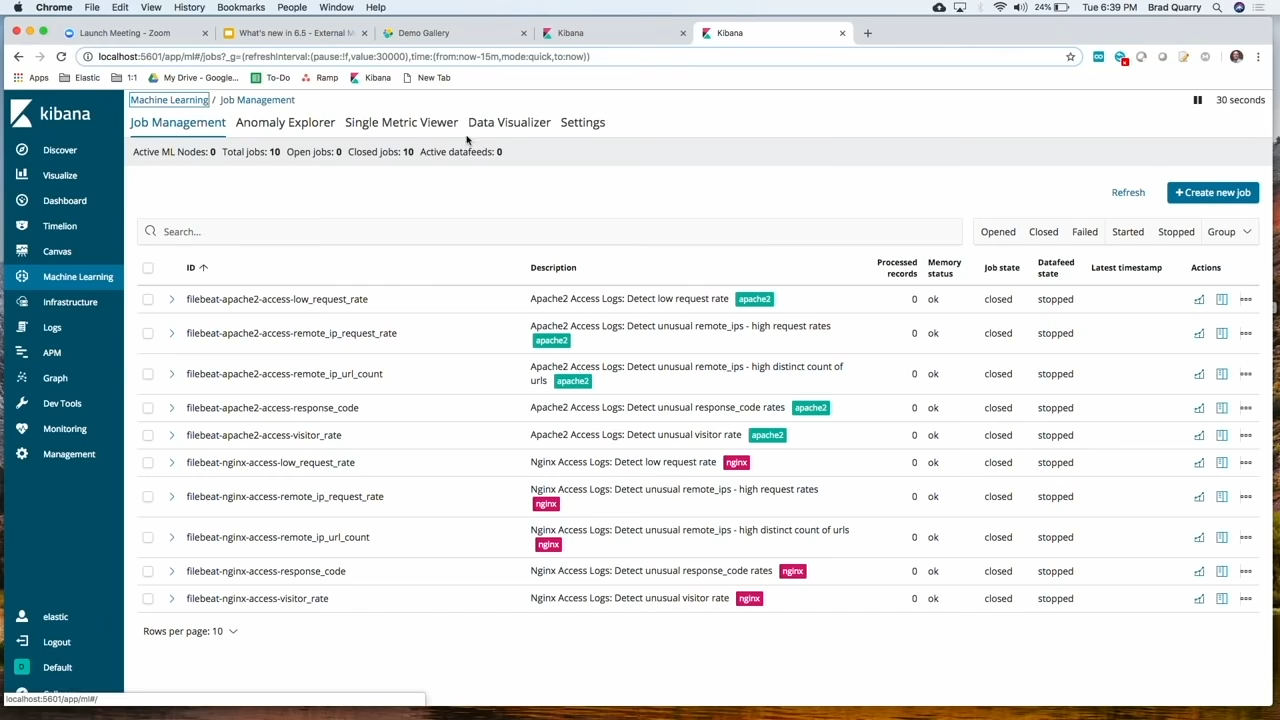 Chrome File Edit View History Bookmarks People Window Help 24% Tue 6:39 PM Brad Quarry
Launch Meeting - Zoom What's new in 6.5 - External M Demo Gallery Kibana Kibana
localhost:5601/app/ml#/jobs?_g=(refreshInterval:(pause:!f,value:30000),time:(from:now-15m,mode:quick,to:now))
Apps Elastic 1:1 My Drive - Google... To-Do Ramp Kibana New Tab
kibana
Discover
Visualize
Dashboard
Timelion
Canvas
Machine Learning
Infrastructure
Logs
APM
Graph
Dev Tools
Monitoring
Management
elastic
Logout
D Default
localhost:5601/app/ml#/
Machine Learning / Job Management 30 seconds
Job Management Anomaly Explorer Single Metric Viewer Data Visualizer Settings
Active ML Nodes: 0 Total jobs: 10 Open jobs: 0 Closed jobs: 10 Active datafeeds: 0
Refresh + Create new job
Search... Opened Closed Failed Started Stopped Group
ID Description Processed records Memory status Job state Datafeed state Latest timestamp Actions
filebeat-apache2-access-low_request_rate Apache2 Access Logs: Detect low request rate apache2 0 ok closed stopped
filebeat-apache2-access-remote_ip_request_rate Apache2 Access Logs: Detect unusual remote_ips - high request rates apache2 0 ok closed stopped
filebeat-apache2-access-remote_ip_url_count Apache2 Access Logs: Detect unusual remote_ips - high distinct count of urls apache2 0 ok closed stopped
filebeat-apache2-access-response_code Apache2 Access Logs: Detect unusual response_code rates apache2 0 ok closed stopped
filebeat-apache2-access-visitor_rate Apache2 Access Logs: Detect unusual visitor rate apache2 0 ok closed stopped
filebeat-nginx-access-low_request_rate Nginx Access Logs: Detect low request rate nginx 0 ok closed stopped
filebeat-nginx-access-remote_ip_request_rate Nginx Access Logs: Detect unusual remote_ips - high request rates nginx 0 ok closed stopped
filebeat-nginx-access-remote_ip_url_count Nginx Access Logs: Detect unusual remote_ips - high distinct count of urls nginx 0 ok closed stopped
filebeat-nginx-access-response_code Nginx Access Logs: Detect unusual response_code rates nginx 0 ok closed stopped
filebeat-nginx-access-visitor_rate Nginx Access Logs: Detect unusual visitor rate nginx 0 ok closed stopped
Rows per page: 10